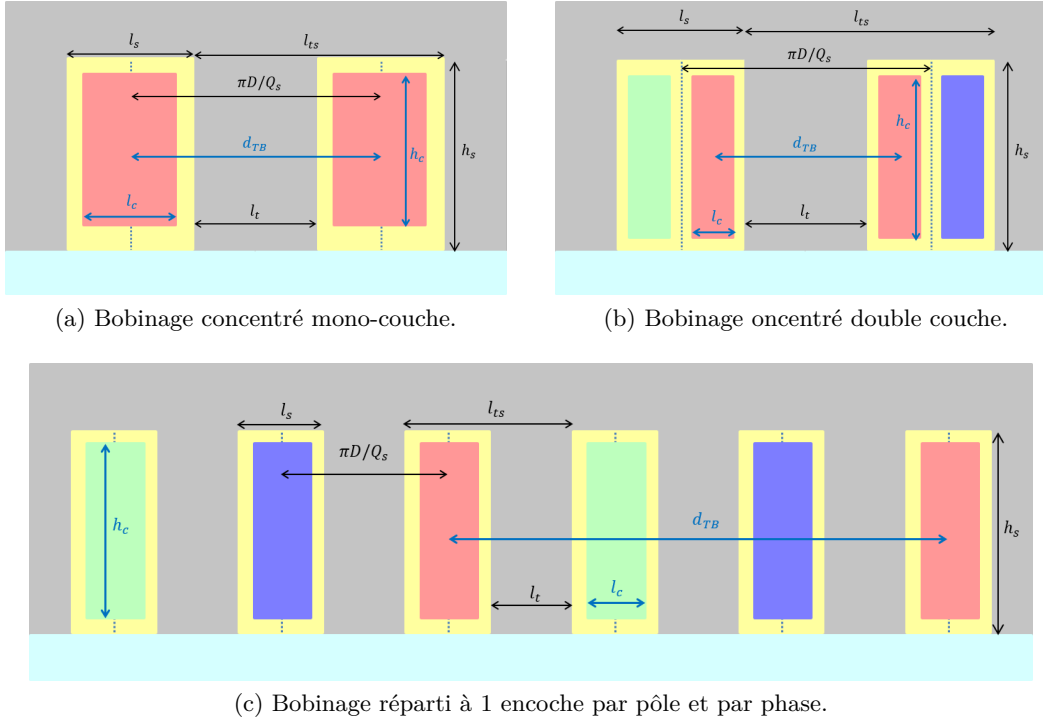 l_s l_ts
πD/Q_s
d_TB
h_c h_s
l_c l_t
(a) Bobinage concentré mono-couche.
l_s l_ts
πD/Q_s
h_c
d_TB h_s
l_c l_t
(b) Bobinage oncentré double couche.
l_s l_ts
πD/Q_s
h_c d_TB h_s
l_t l_c
(c) Bobinage réparti à 1 encoche par pôle et par phase.